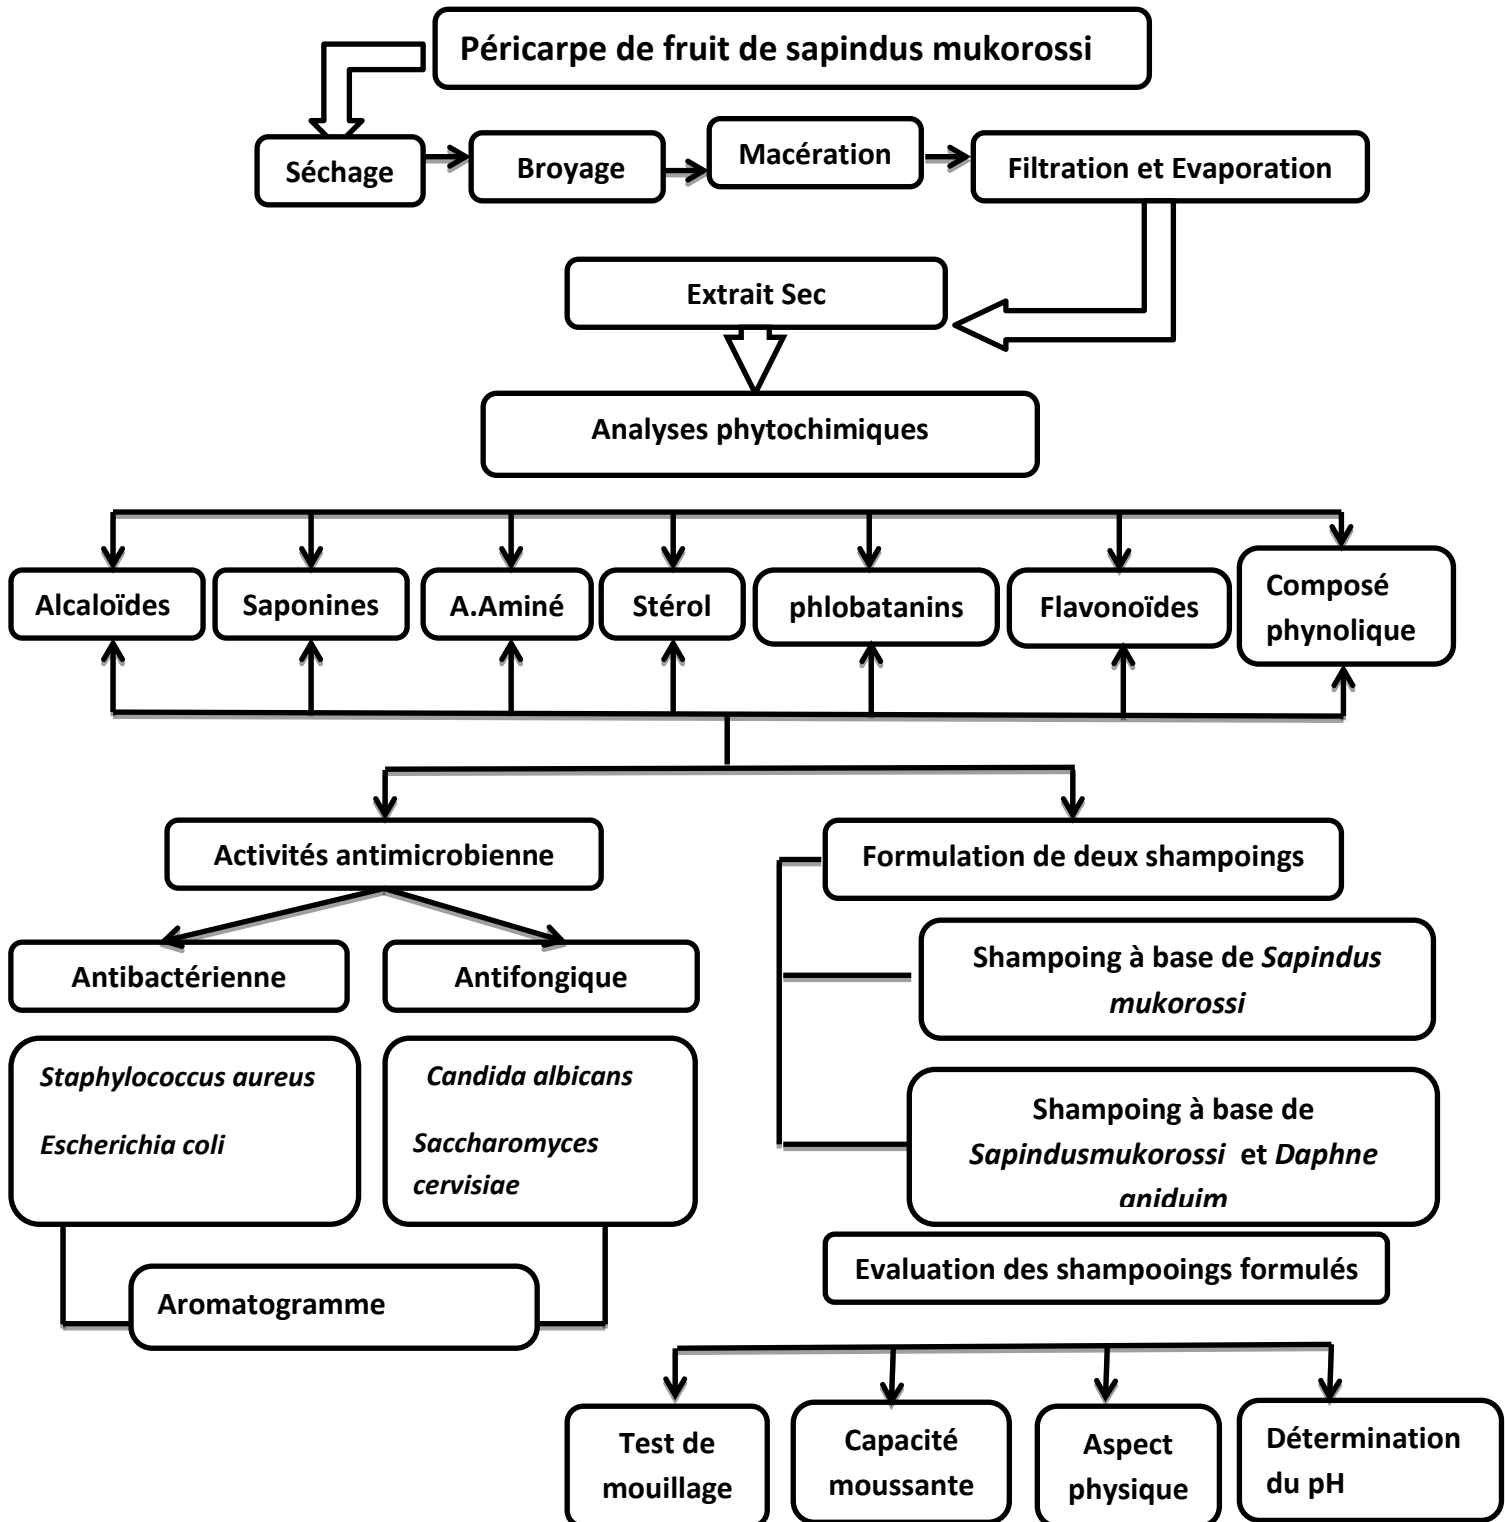 Péricarpe de fruit de sapindus mukorossi
Séchage
Broyage
Macération
Filtration et Evaporation
Extrait Sec
Analyses phytochimiques
Alcaloïdes
Saponines
A.Aminé
Stérol
phlobatanins
Flavonoïdes
Composé
phynolique
Activités antimicrobienne
Formulation de deux shampoings
Antibactérienne
Antifongique
Shampoing à base de Sapindus
mukorossi
Staphylococcus aureus
Escherichia coli
Candida albicans
Saccharomyces
cervisiae
Shampoing à base de
Sapindusmukorossi et Daphne
aniduim
Aromatogramme
Evaluation des shampooings formulés
Test de
mouillage
Capacité
moussante
Aspect
physique
Détermination
du pH